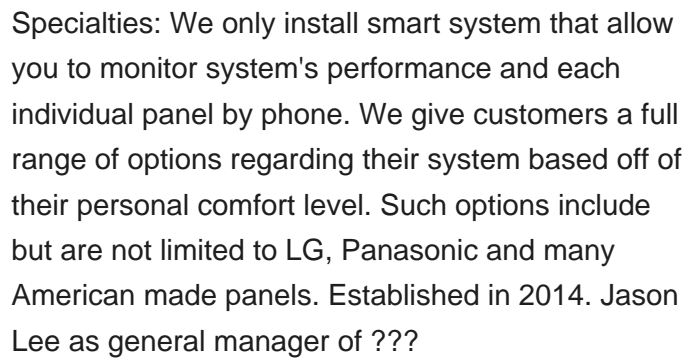 Specialties: We only install smart system that allow
you to monitor system's performance and each
individual panel by phone. We give customers a full
range of options regarding their system based off of
their personal comfort level. Such options include
but are not limited to LG, Panasonic and many
American made panels. Established in 2014. Jason
Lee as general manager of ???